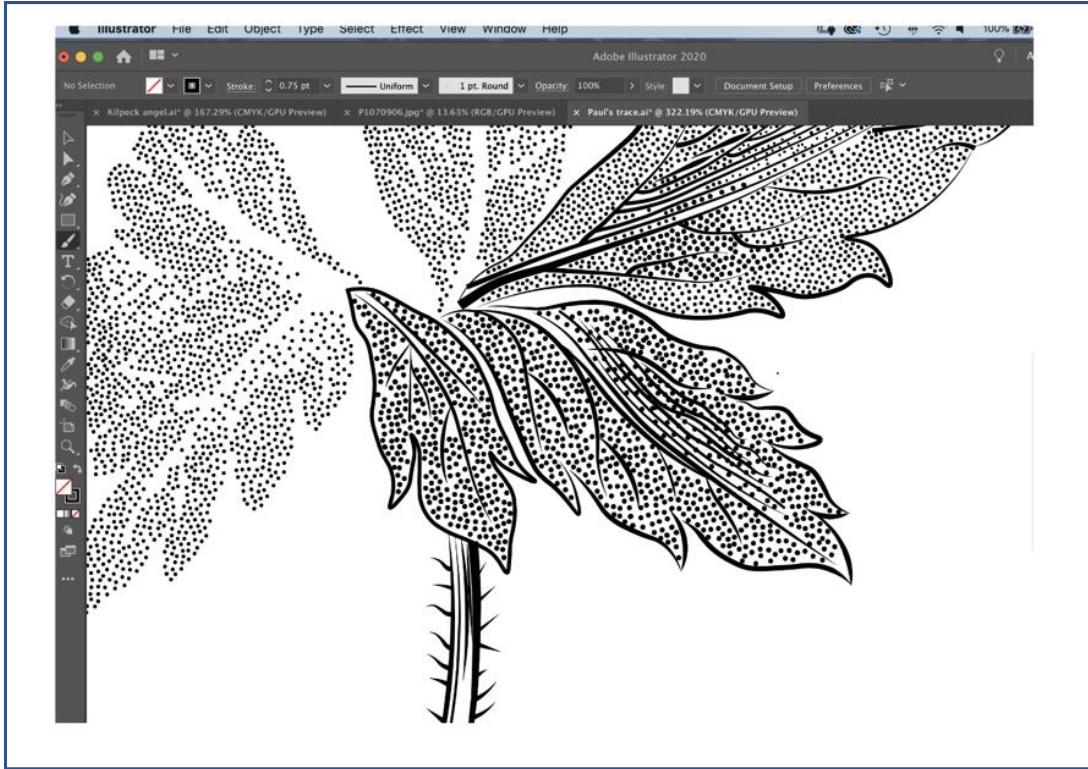 Illustrator File Edit Object Type Select Effect View Window Help 100%
Adobe Illustrator 2020
No Selection Stroke: 0.75 pt Uniform 1 pt. Round Opacity: 100% Style: Document Setup Preferences
× Kilpeck angel.ai* @ 167.29% (CMYK/GPU Preview) × P1070906.jpg* @ 13.63% (RGB/GPU Preview) × Paul's trace.ai* @ 322.19% (CMYK/GPU Preview)